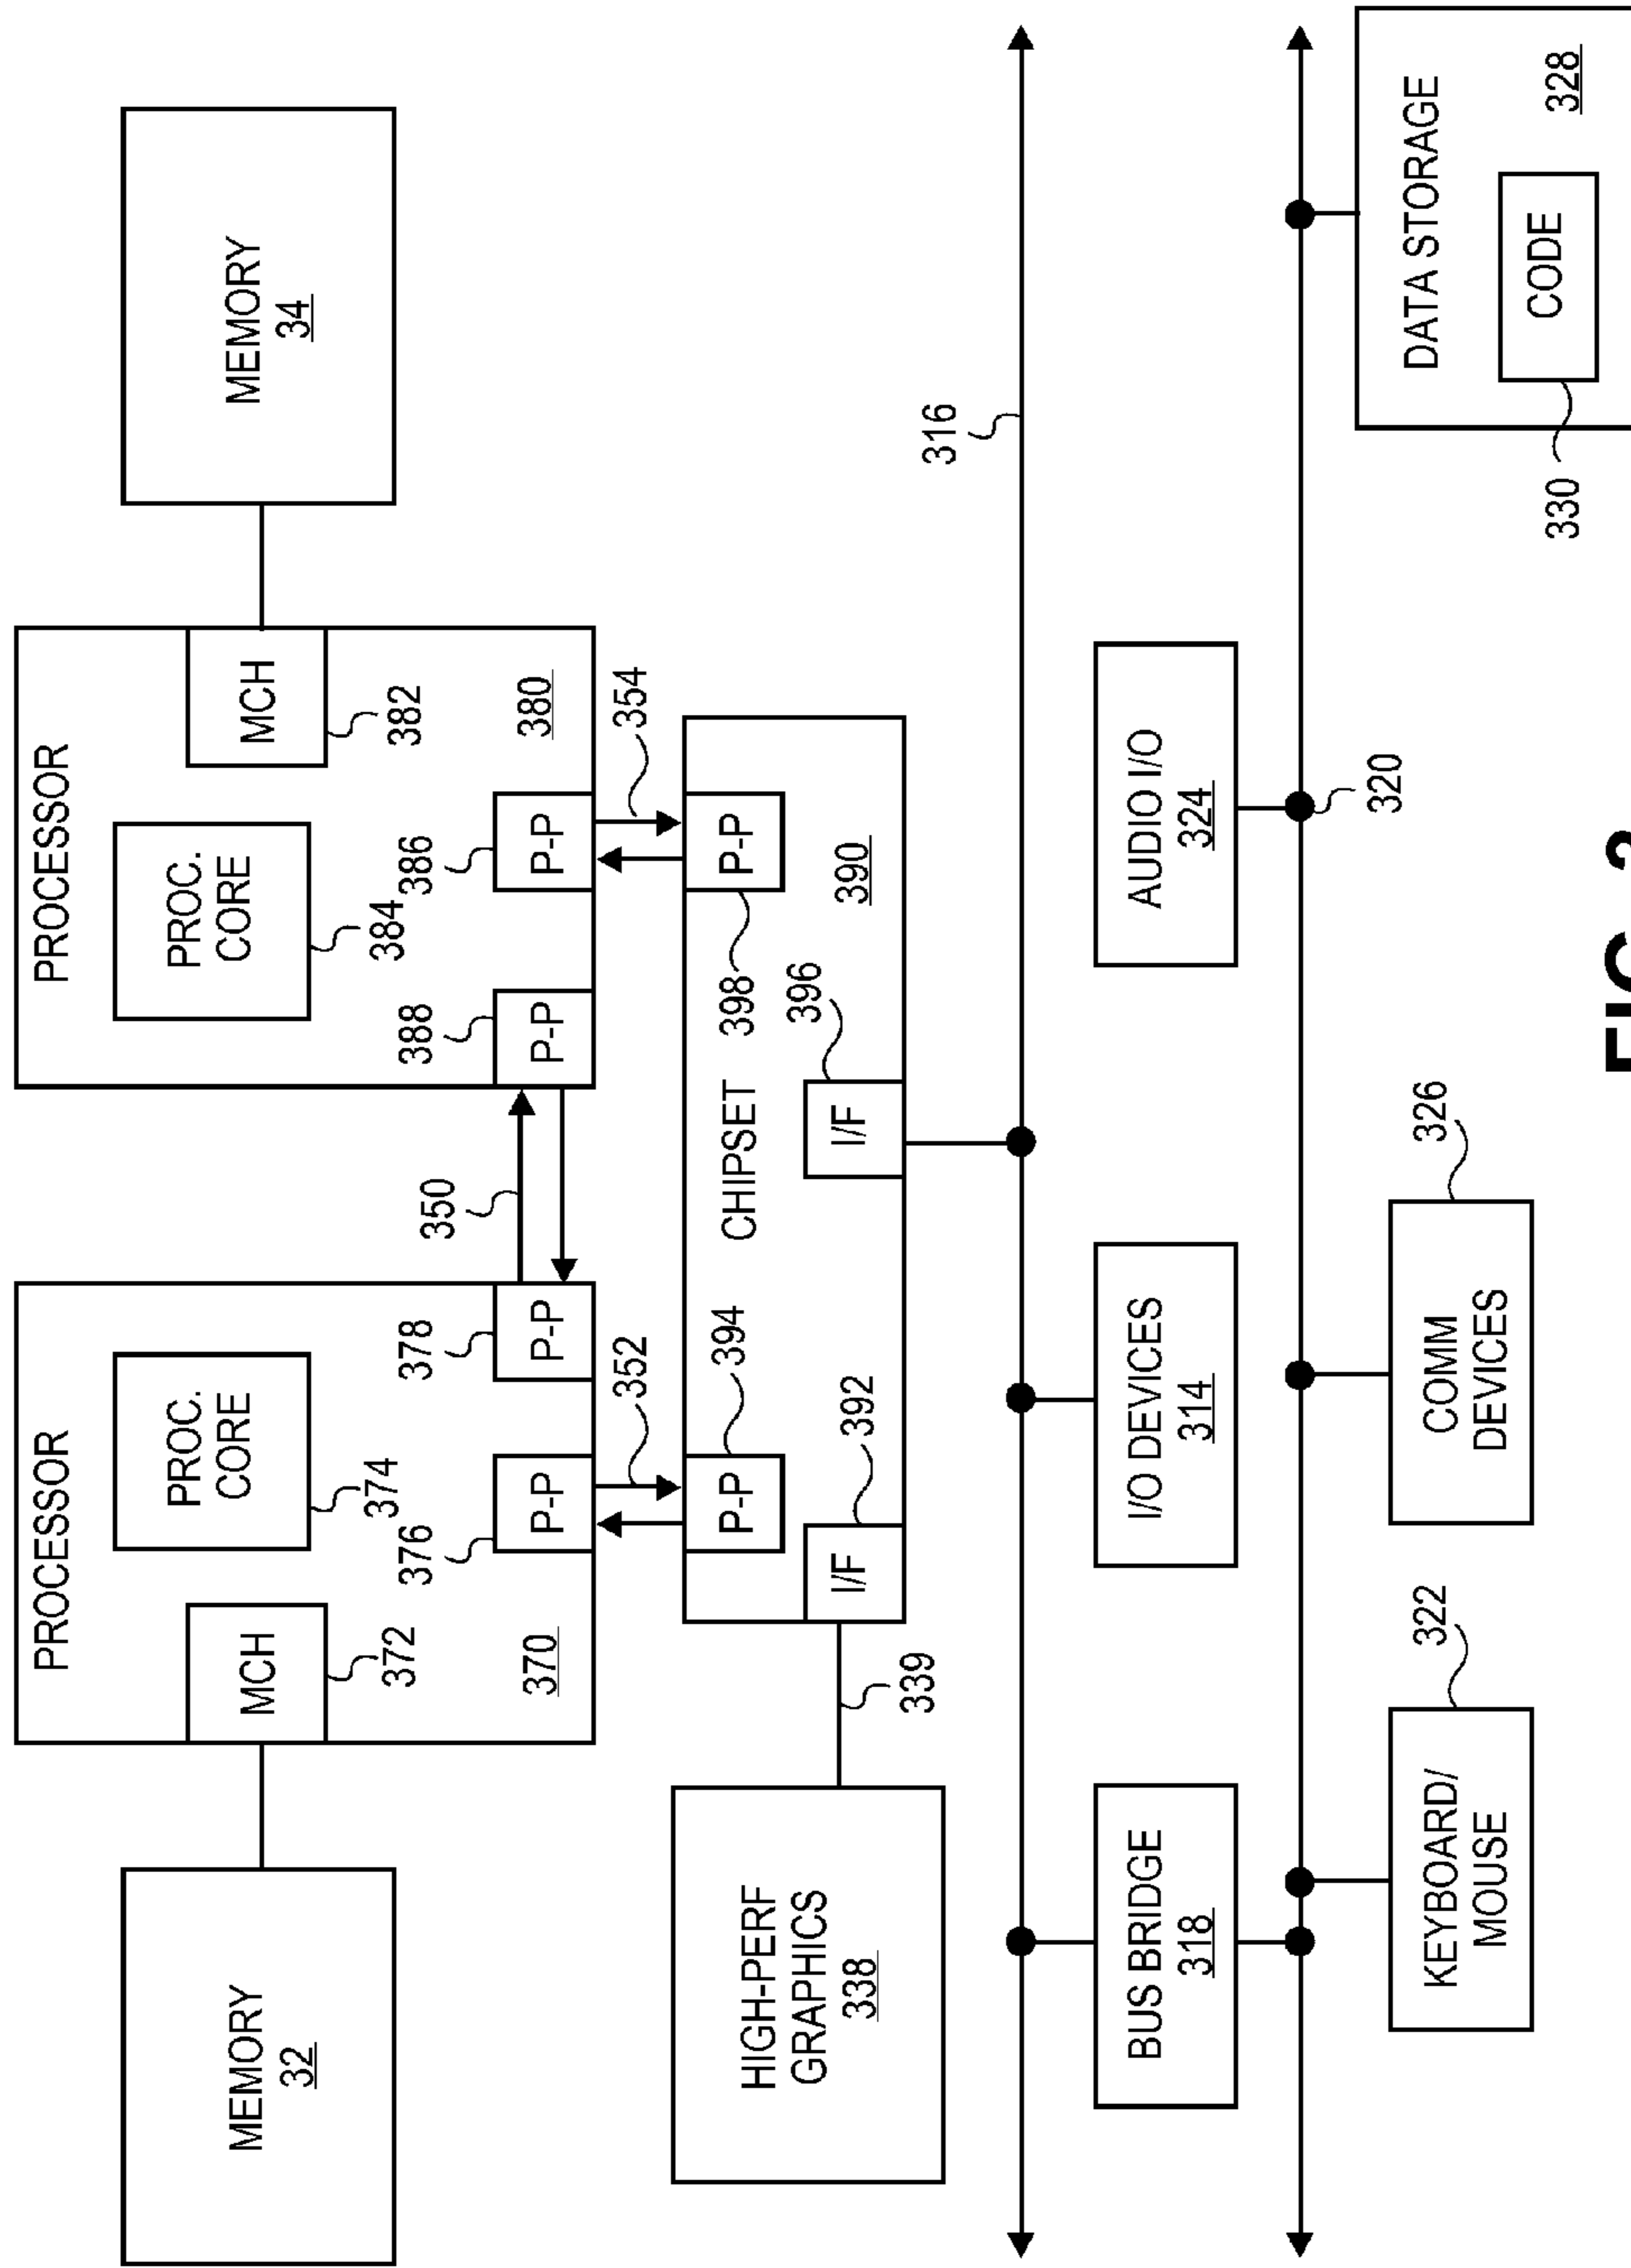 PROCESSOR
PROCESSOR
MEMORY
32
MCH
372
PROC.
CORE
374
370
376
P-P
378
P-P
350
388
P-P
PROC.
CORE
384
386
P-P
MCH
382
380
MEMORY
34
352
354
HIGH-PERF
GRAPHICS
338
339
P-P
394
I/F
392
CHIPSET
398
P-P
I/F
396
390
316
BUS BRIDGE
318
I/O DEVICES
314
AUDIO I/O
324
320
KEYBOARD/
MOUSE
322
COMM
DEVICES
326
DATA STORAGE
328
CODE
330
FIG.